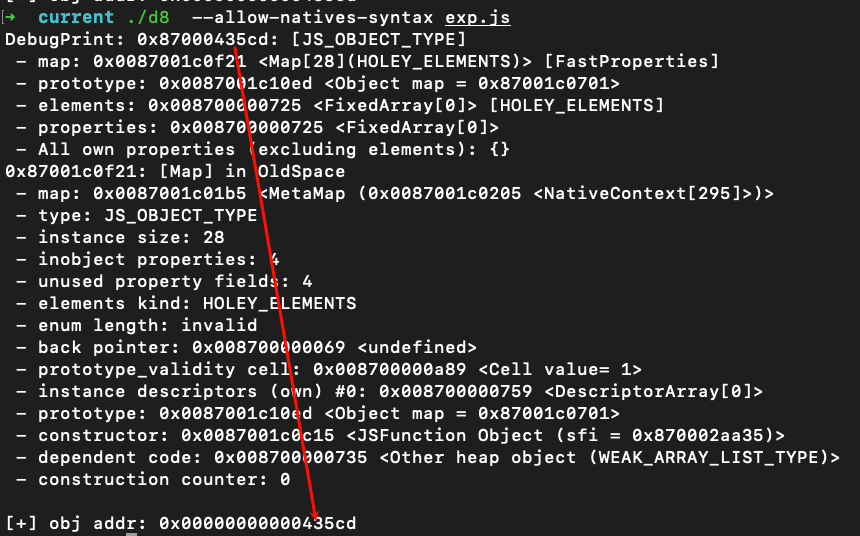 ➜ current ./d8 --allow-natives-syntax exp.js
DebugPrint: 0x87000435cd: [JS_OBJECT_TYPE]
- map: 0x0087001c0f21 <Map[28](HOLEY_ELEMENTS)> [FastProperties]
- prototype: 0x0087001c10ed <Object map = 0x87001c0701>
- elements: 0x008700000725 <FixedArray[0]> [HOLEY_ELEMENTS]
- properties: 0x008700000725 <FixedArray[0]>
- All own properties (excluding elements): {}
0x87001c0f21: [Map] in OldSpace
- map: 0x0087001c01b5 <MetaMap (0x0087001c0205 <NativeContext[295]>)>
- type: JS_OBJECT_TYPE
- instance size: 28
- inobject properties: 4
- unused property fields: 4
- elements kind: HOLEY_ELEMENTS
- enum length: invalid
- back pointer: 0x008700000069 <undefined>
- prototype_validity cell: 0x008700000a89 <Cell value= 1>
- instance descriptors (own) #0: 0x008700000759 <DescriptorArray[0]>
- prototype: 0x0087001c10ed <Object map = 0x87001c0701>
- constructor: 0x0087001c0c15 <JSFunction Object (sfi = 0x870002aa35)>
- dependent code: 0x008700000735 <Other heap object (WEAK_ARRAY_LIST_TYPE)>
- construction counter: 0
[+] obj addr: 0x00000000000435cd